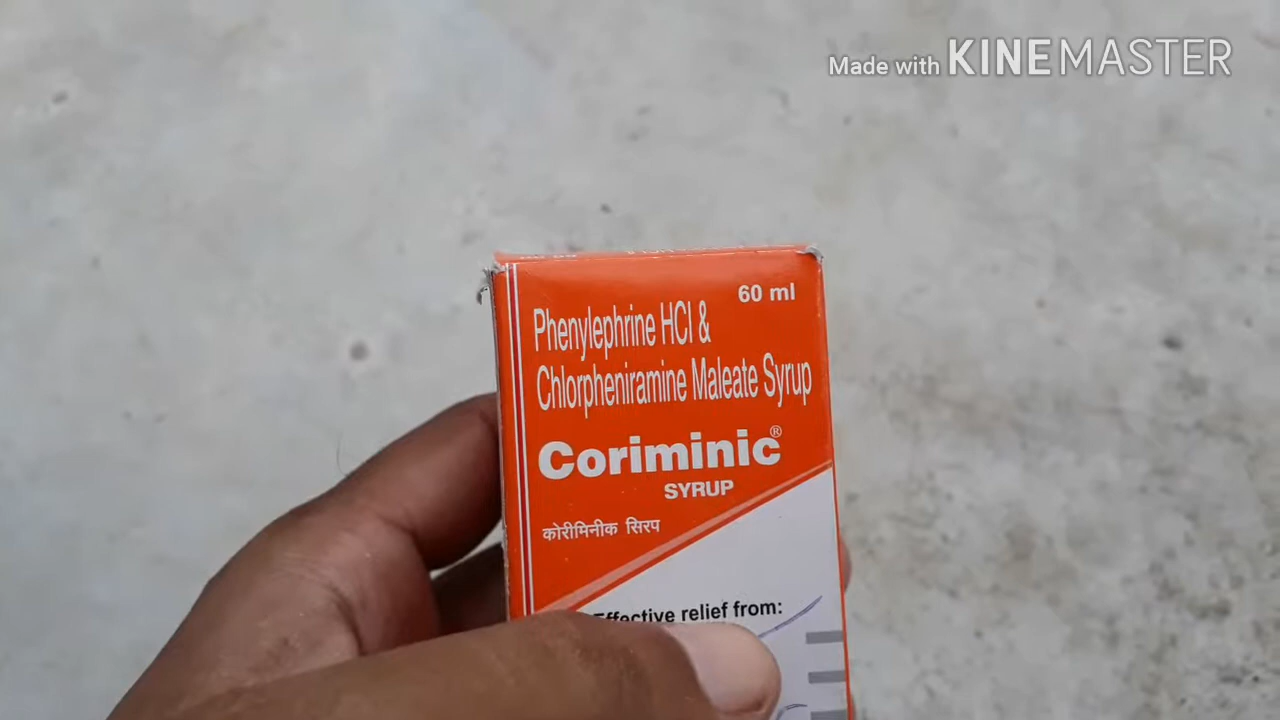 Made with KINEMASTER
60 ml
Phenylephrine HCl &
Chlorpheniramine Maleate Syrup
Coriminic®
SYRUP
कोरीमिनीक सिरप
Effective relief from: